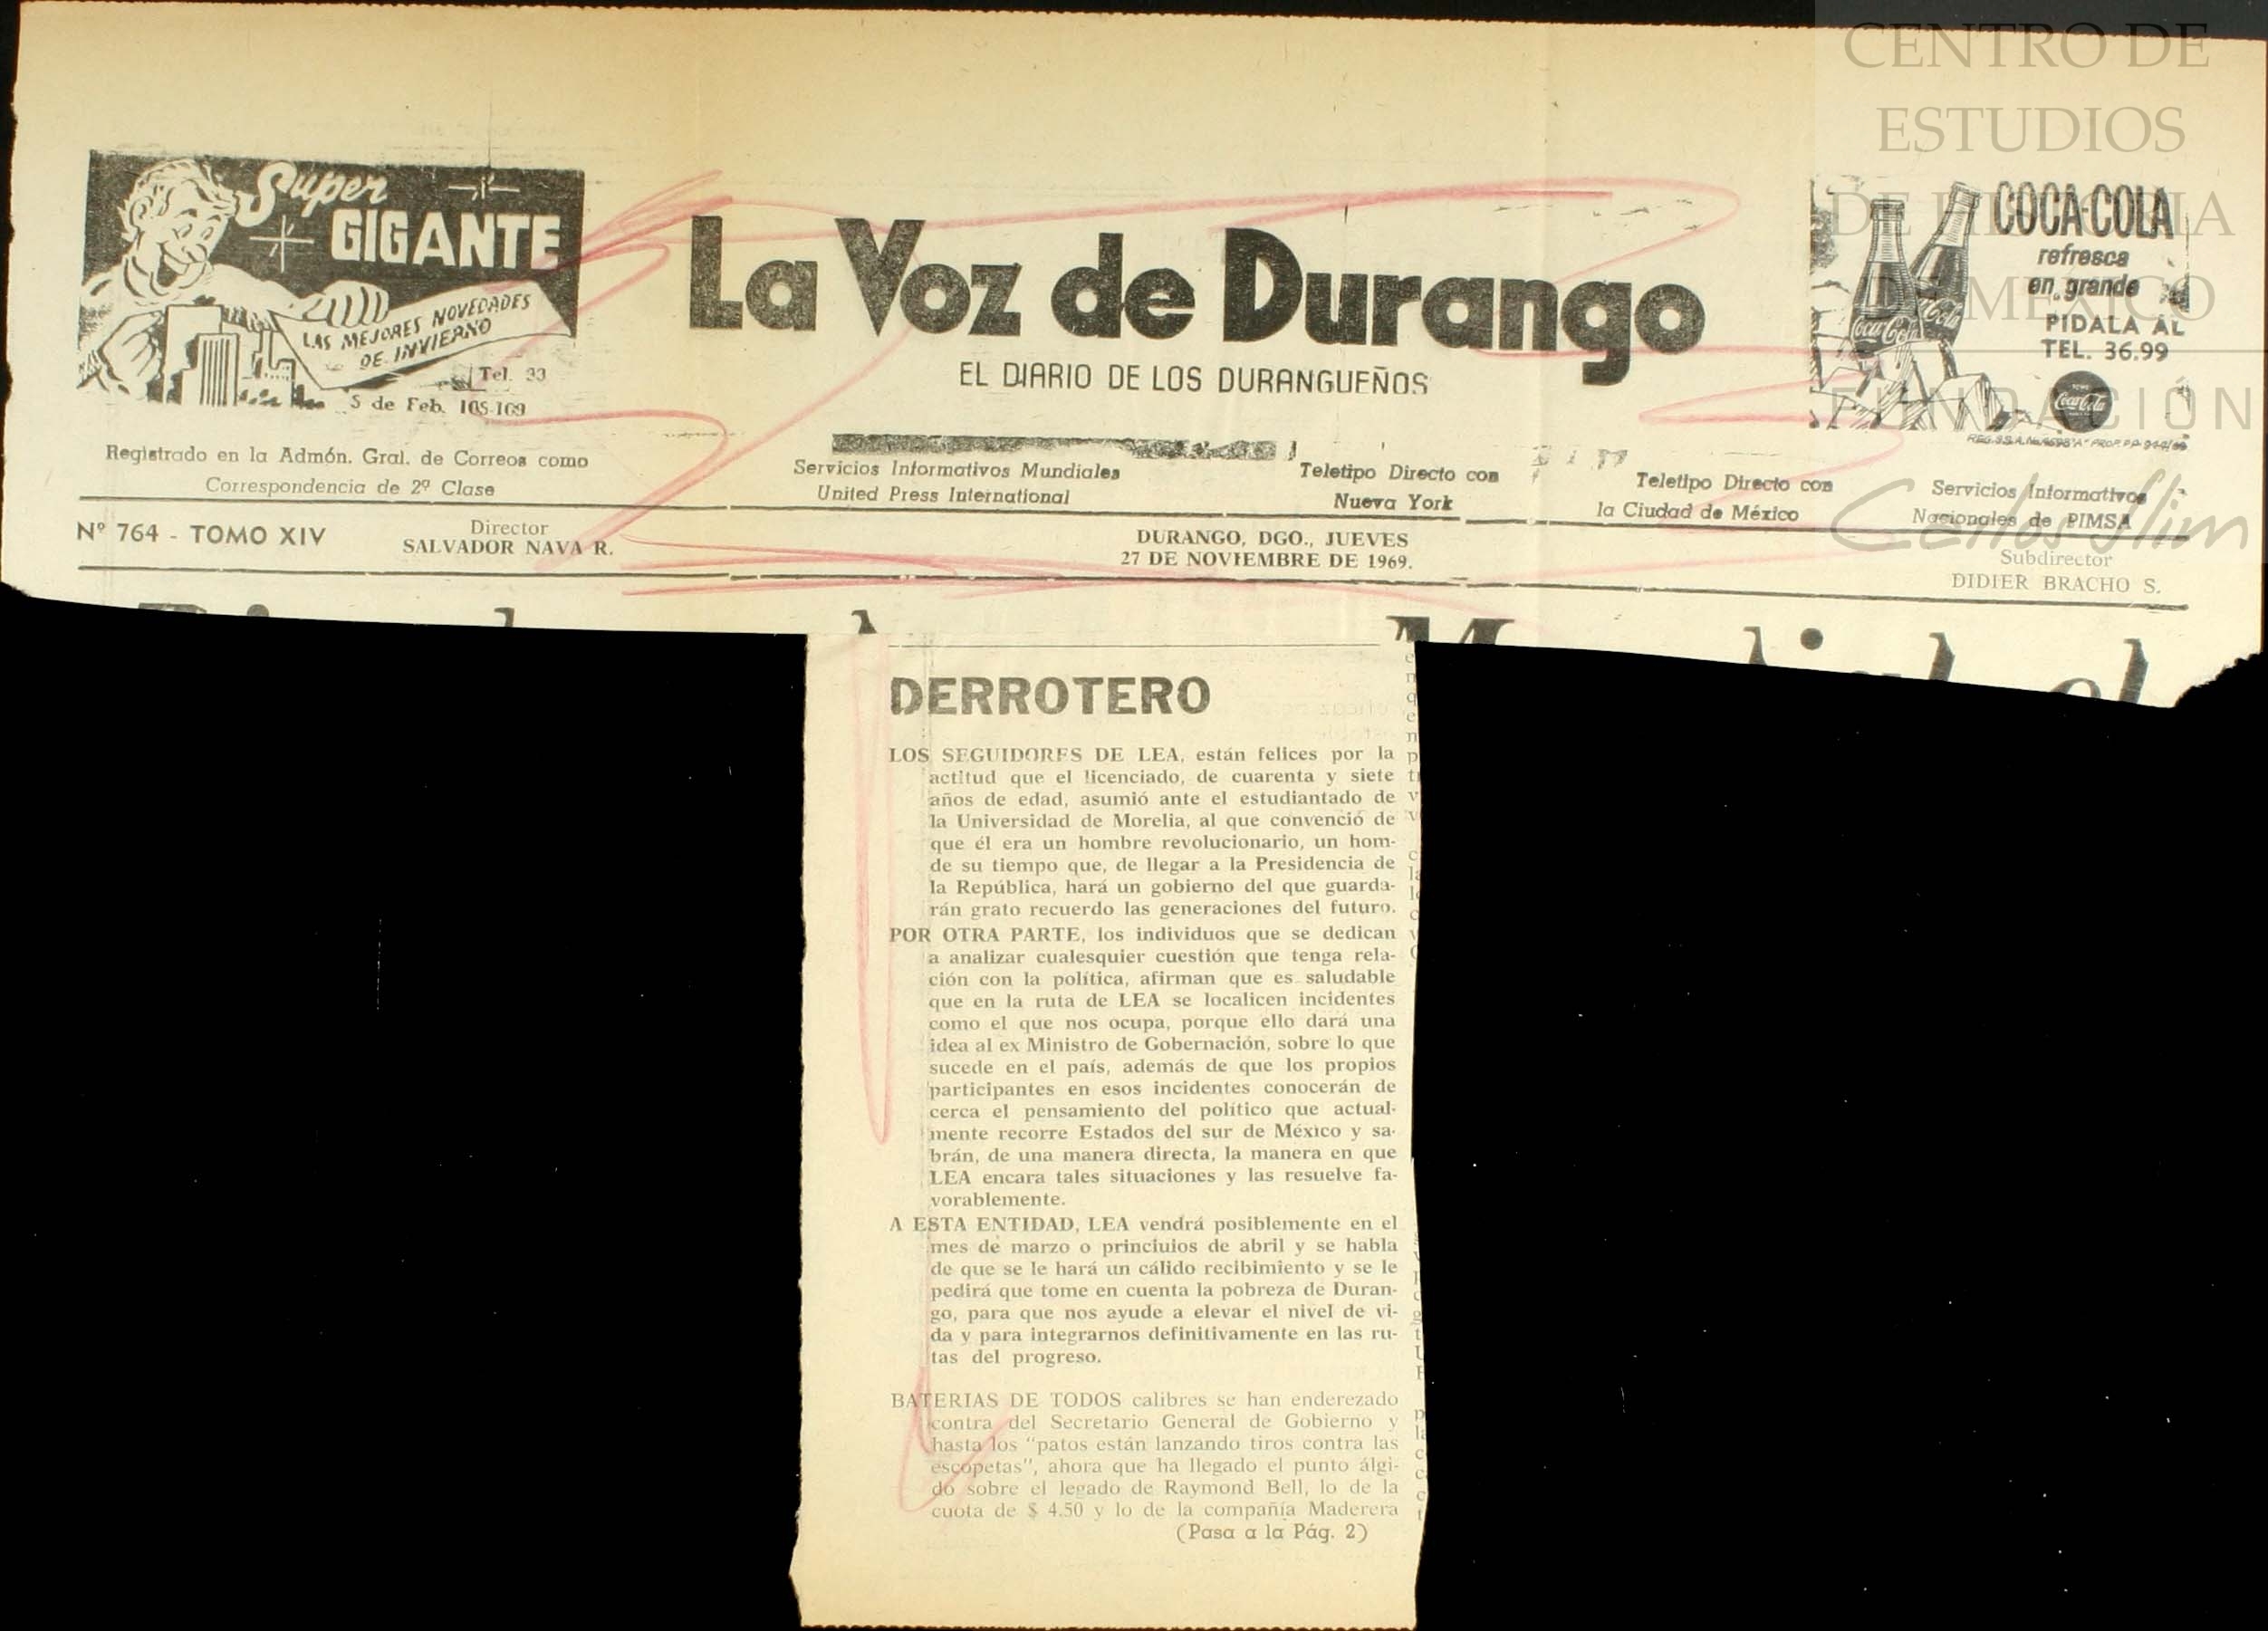 CENTRO DE
ESTUDIOS
DE HISTORIA
DE MÉXICO
FUNDACIÓN
Carlos Slim
Super
GIGANTE
LAS MEJORES NOVEDADES
DE INVIERNO
Tel. 33
5 de Feb. 105-109
La Voz de Durango
EL DIARIO DE LOS DURANGUEÑOS
COCA-COLA
refresca
en grande
PIDALA AL
TEL. 36.99
Coca-Cola
Coca-Cola
Coca-Cola
Registrado en la Admón. Gral. de Correos como
Correspondencia de 2ª Clase
Servicios Informativos Mundiales
United Press International
Teletipo Directo con
Nueva York
Teletipo Directo con
la Ciudad de México
Servicios Informativos
Nacionales de PIMSA
Nº 764 - TOMO XIV
Director
SALVADOR NAVA R.
DURANGO, DGO., JUEVES
27 DE NOVIEMBRE DE 1969.
Subdirector
DIDIER BRACHO S.
DERROTERO
LOS SEGUIDORES DE LEA, están felices por la
actitud que el licenciado, de cuarenta y siete
años de edad, asumió ante el estudiantado de
la Universidad de Morelia, al que convenció de
que él era un hombre revolucionario, un hom-
de su tiempo que, de llegar a la Presidencia de
la República, hará un gobierno del que guarda-
rán grato recuerdo las generaciones del futuro.
POR OTRA PARTE, los individuos que se dedican
a analizar cualesquier cuestión que tenga rela-
ción con la política, afirman que es saludable
que en la ruta de LEA se localicen incidentes
como el que nos ocupa, porque ello dará una
idea al ex Ministro de Gobernación, sobre lo que
sucede en el país, además de que los propios
participantes en esos incidentes conocerán de
cerca el pensamiento del político que actual-
mente recorre Estados del sur de México y sa-
brán, de una manera directa, la manera en que
LEA encara tales situaciones y las resuelve fa-
vorablemente.
A ESTA ENTIDAD, LEA vendrá posiblemente en el
mes de marzo o princiuios de abril y se habla
de que se le hará un cálido recibimiento y se le
pedirá que tome en cuenta la pobreza de Duran-
go, para que nos ayude a elevar el nivel de vi-
da y para integrarnos definitivamente en las ru-
tas del progreso.
BATERIAS DE TODOS calibres se han enderezado
contra del Secretario General de Gobierno y
hasta los "patos están lanzando tiros contra las
escopetas", ahora que ha llegado el punto álgi-
do sobre el legado de Raymond Bell, lo de la
cuota de $ 4.50 y lo de la compañía Maderera
(Pasa a la Pág. 2)